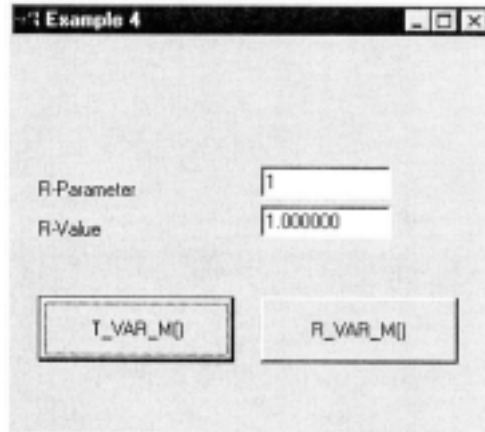 Example 4
R-Parameter 1
R-Value 1.000000
T_VAR_M() R_VAR_M()